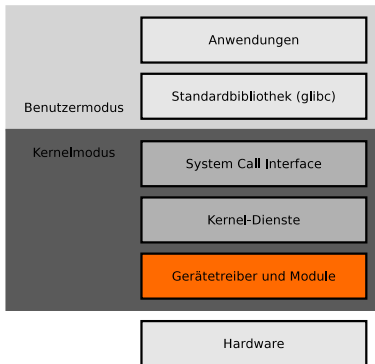 Anwendungen
Standardbibliothek (glibc)
Benutzermodus
Kernelmodus
System Call Interface
Kernel-Dienste
Gerätetreiber und Module
Hardware